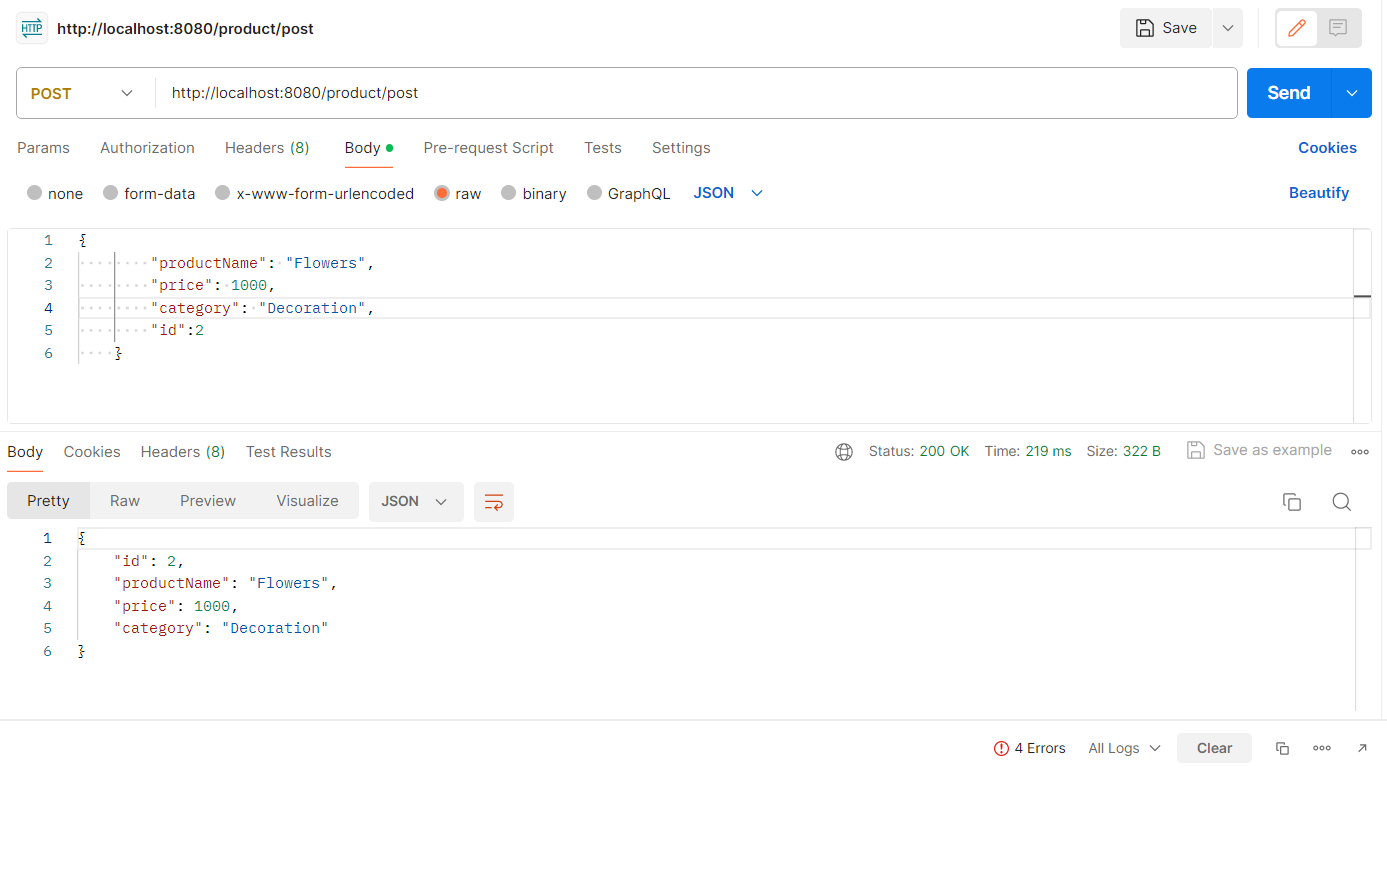 HTTP http://localhost:8080/product/post Save
POST http://localhost:8080/product/post Send
Params Authorization Headers (8) Body Pre-request Script Tests Settings Cookies
none form-data x-www-form-urlencoded raw binary GraphQL JSON Beautify
1 {
2 "productName": "Flowers",
3 "price": 1000,
4 "category": "Decoration",
5 "id":2
6 }
Body Cookies Headers (8) Test Results Status: 200 OK Time: 219 ms Size: 322 B Save as example
Pretty Raw Preview Visualize JSON
1 {
2 "id": 2,
3 "productName": "Flowers",
4 "price": 1000,
5 "category": "Decoration"
6 }
4 Errors All Logs Clear